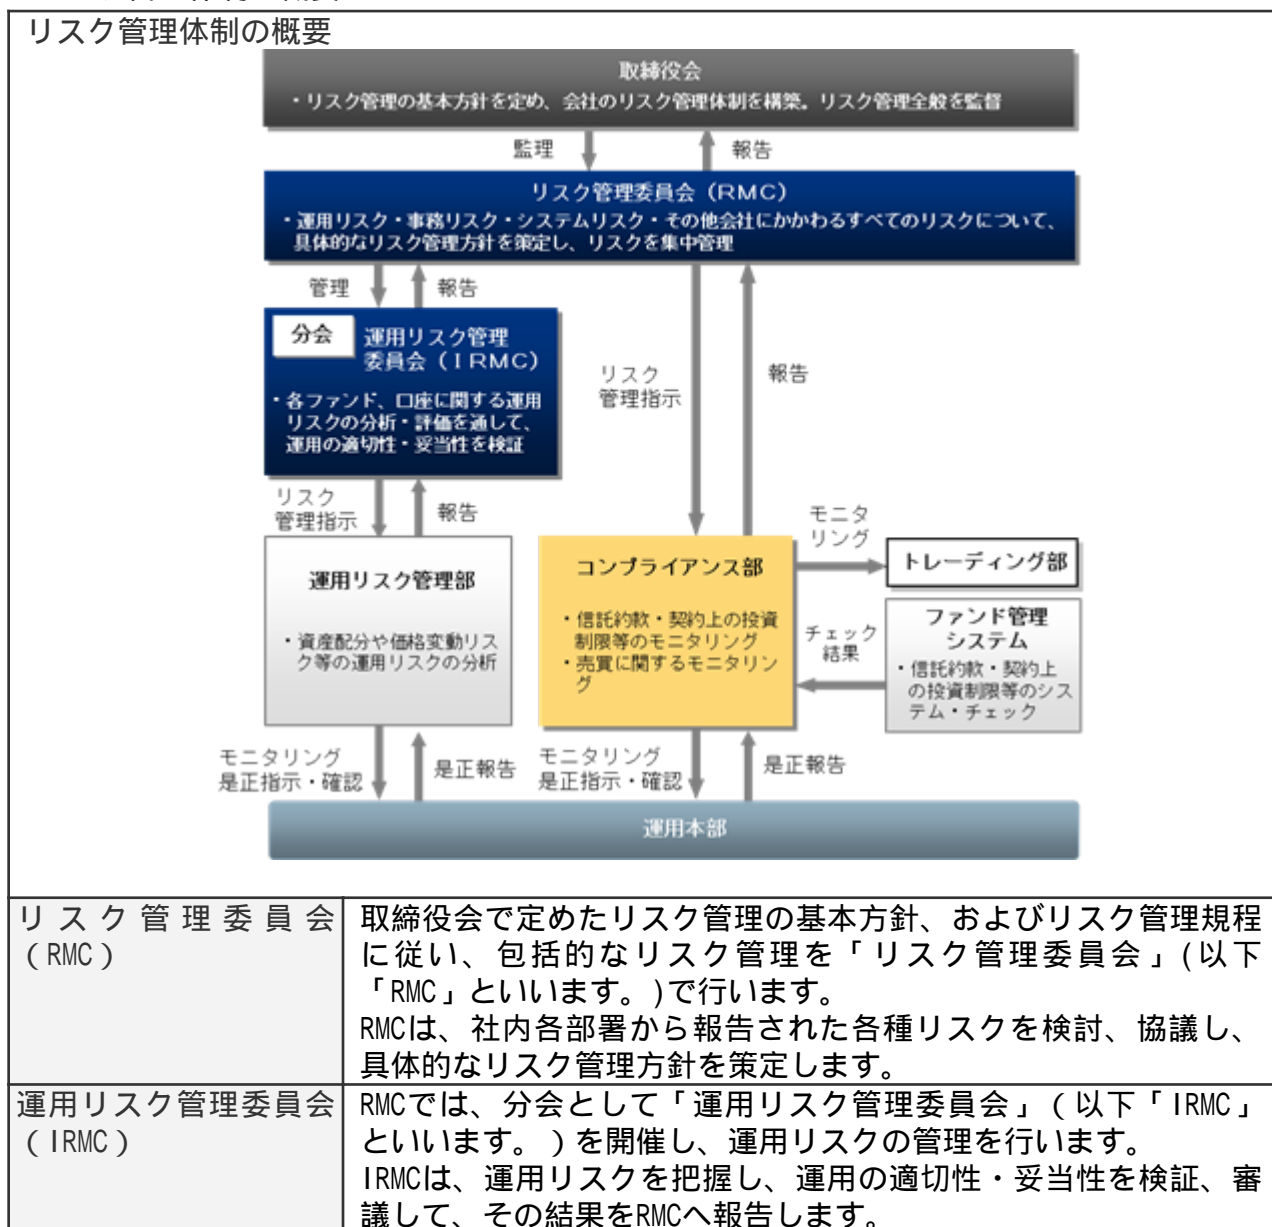 リスク管理体制の概要
取締役会
・リスク管理の基本方針を定め、会社のリスク管理体制を構築。リスク管理全般を監督
監理
報告
リスク管理委員会（ＲＭＣ）
・運用リスク・事務リスク・システムリスク・その他会社にかかわるすべてのリスクについて、
具体的なリスク管理方針を策定し、リスクを集中管理
管理
報告
分会
運用リスク管理
委員会（ＩＲＭＣ）
・各ファンド、口座に関する運用
リスクの分析・評価を通して、
運用の適切性・妥当性を検証
リスク
管理指示
報告
リスク
管理指示
報告
運用リスク管理部
・資産配分や価格変動リス
ク等の運用リスクの分析
コンプライアンス部
・信託約款・契約上の投資
制限等のモニタリング
・売買に関するモニタリン
グ
モニタ
リング
トレーディング部
チェック
結果
ファンド管理
システム
・信託約款・契約上
の投資制限等のシス
テム・チェック
モニタリング
是正指示・確認
是正報告
モニタリング
是正指示・確認
是正報告
運用本部
リスク管理委員会
（RMC）
取締役会で定めたリスク管理の基本方針、およびリスク管理規程
に従い、包括的なリスク管理を「リスク管理委員会」(以下
「RMC」といいます。)で行います。
RMCは、社内各部署から報告された各種リスクを検討、協議し、
具体的なリスク管理方針を策定します。
運用リスク管理委員会
（IRMC）
RMCでは、分会として「運用リスク管理委員会」（以下「IRMC」
といいます。）を開催し、運用リスクの管理を行います。
IRMCは、運用リスクを把握し、運用の適切性・妥当性を検証、審
議して、その結果をRMCへ報告します。